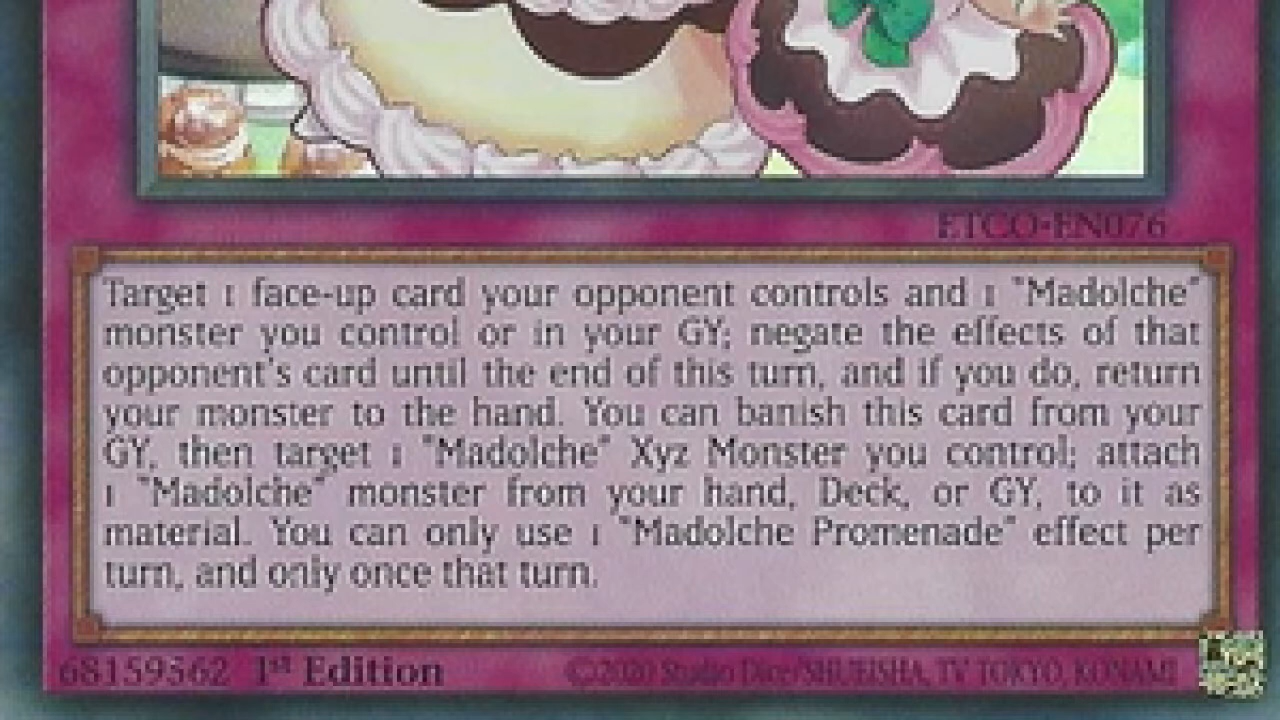 ETCO-EN076
Target 1 face-up card your opponent controls and 1 "Madolche"
monster you control or in your GY; negate the effects of that
opponent's card until the end of this turn, and if you do, return
your monster to the hand. You can banish this card from your
GY, then target 1 "Madolche" Xyz Monster you control; attach
1 "Madolche" monster from your hand, Deck, or GY, to it as
material. You can only use 1 "Madolche Promenade" effect per
turn, and only once that turn.
68159562 1st Edition ©2020 Studio Dice/SHUEISHA, TV TOKYO, KONAMI